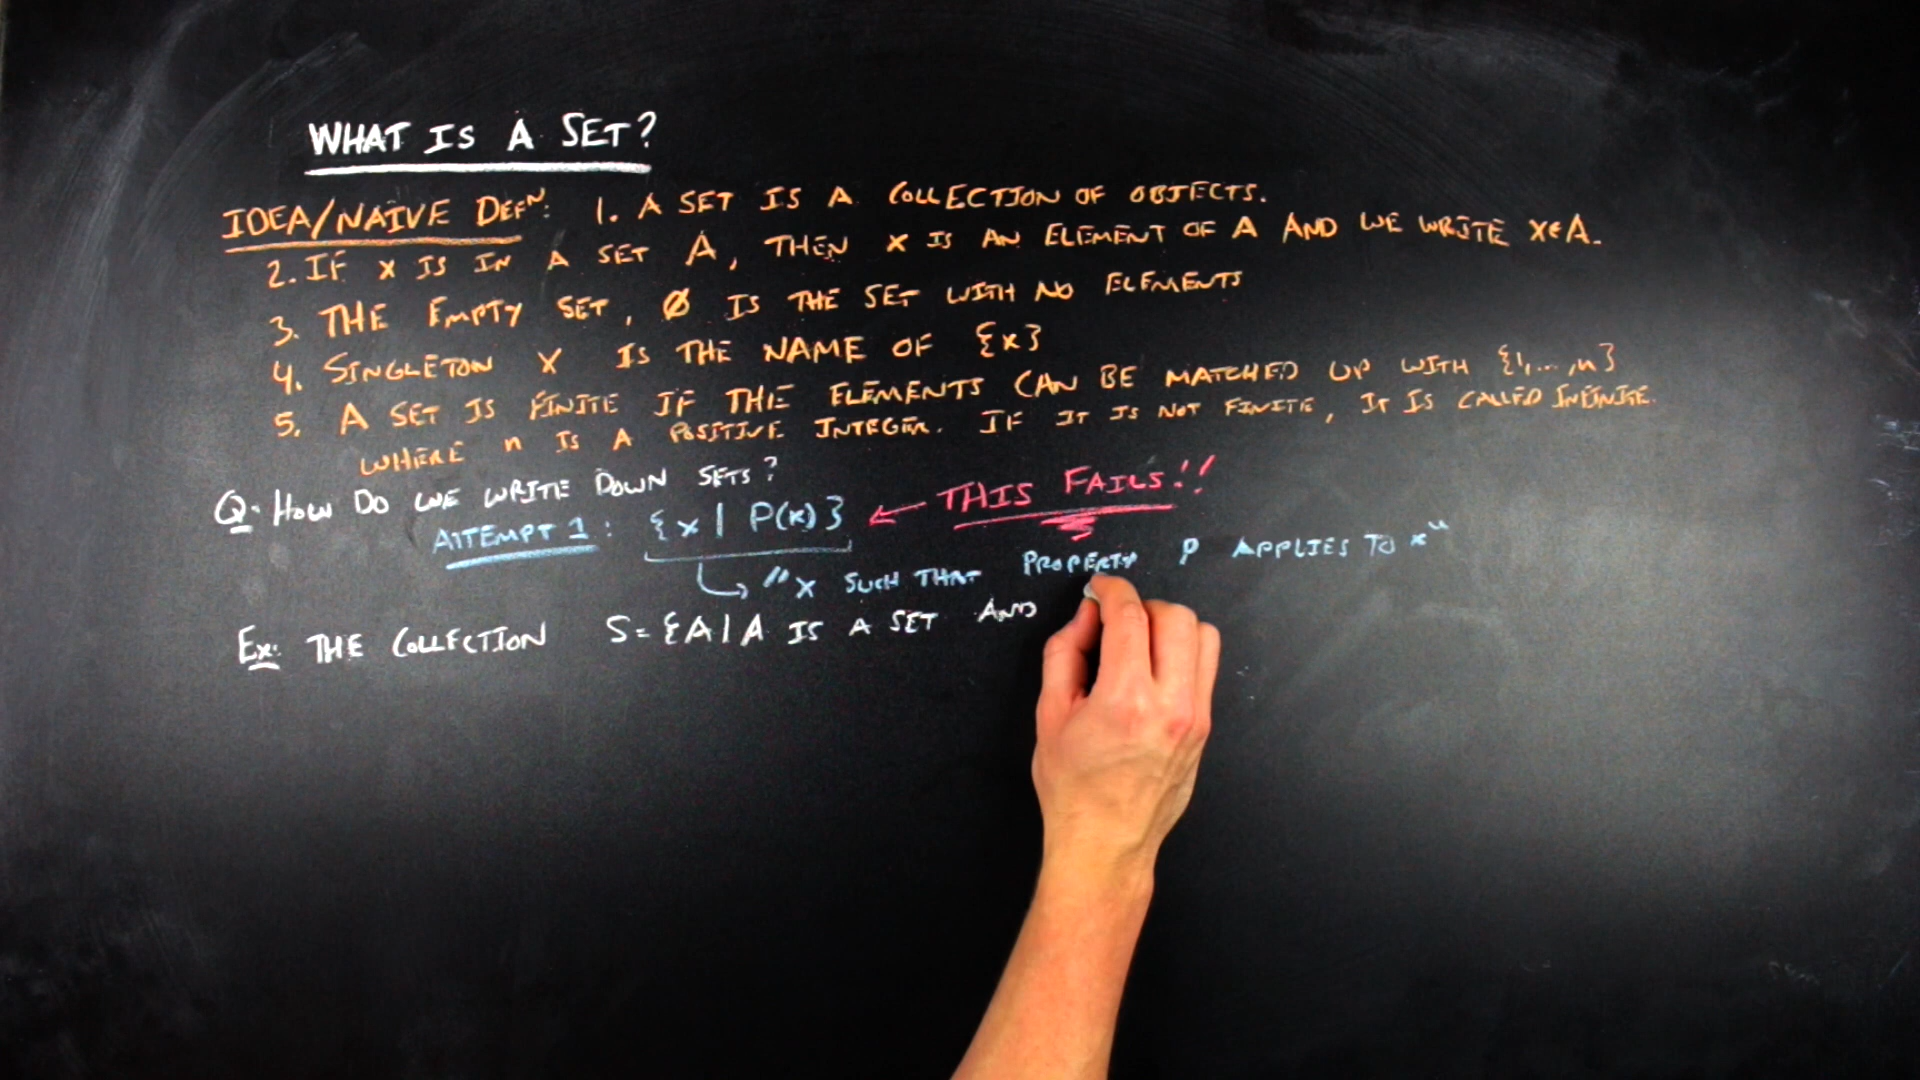 WHAT IS A SET?
IDEA/NAIVE DEFN: 1. A SET IS A COLLECTION OF OBJECTS.
2. IF X IS IN A SET A, THEN X IS AN ELEMENT OF A AND WE WRITE X∈A.
3. THE EMPTY SET, Ø IS THE SET WITH NO ELEMENTS
4. SINGLETON X IS THE NAME OF {x}
5. A SET IS FINITE IF THE ELEMENTS CAN BE MATCHED UP WITH {1,...,n}
WHERE n IS A POSITIVE INTEGER. IF IT IS NOT FINITE, IT IS CALLED INFINITE.
Q: HOW DO WE WRITE DOWN SETS?
ATTEMPT 1: {x | P(x)} ← THIS FAILS!!
"X SUCH THAT PROPERTY P APPLIES TO x"
EX: THE COLLECTION S = {A | A IS A SET AND